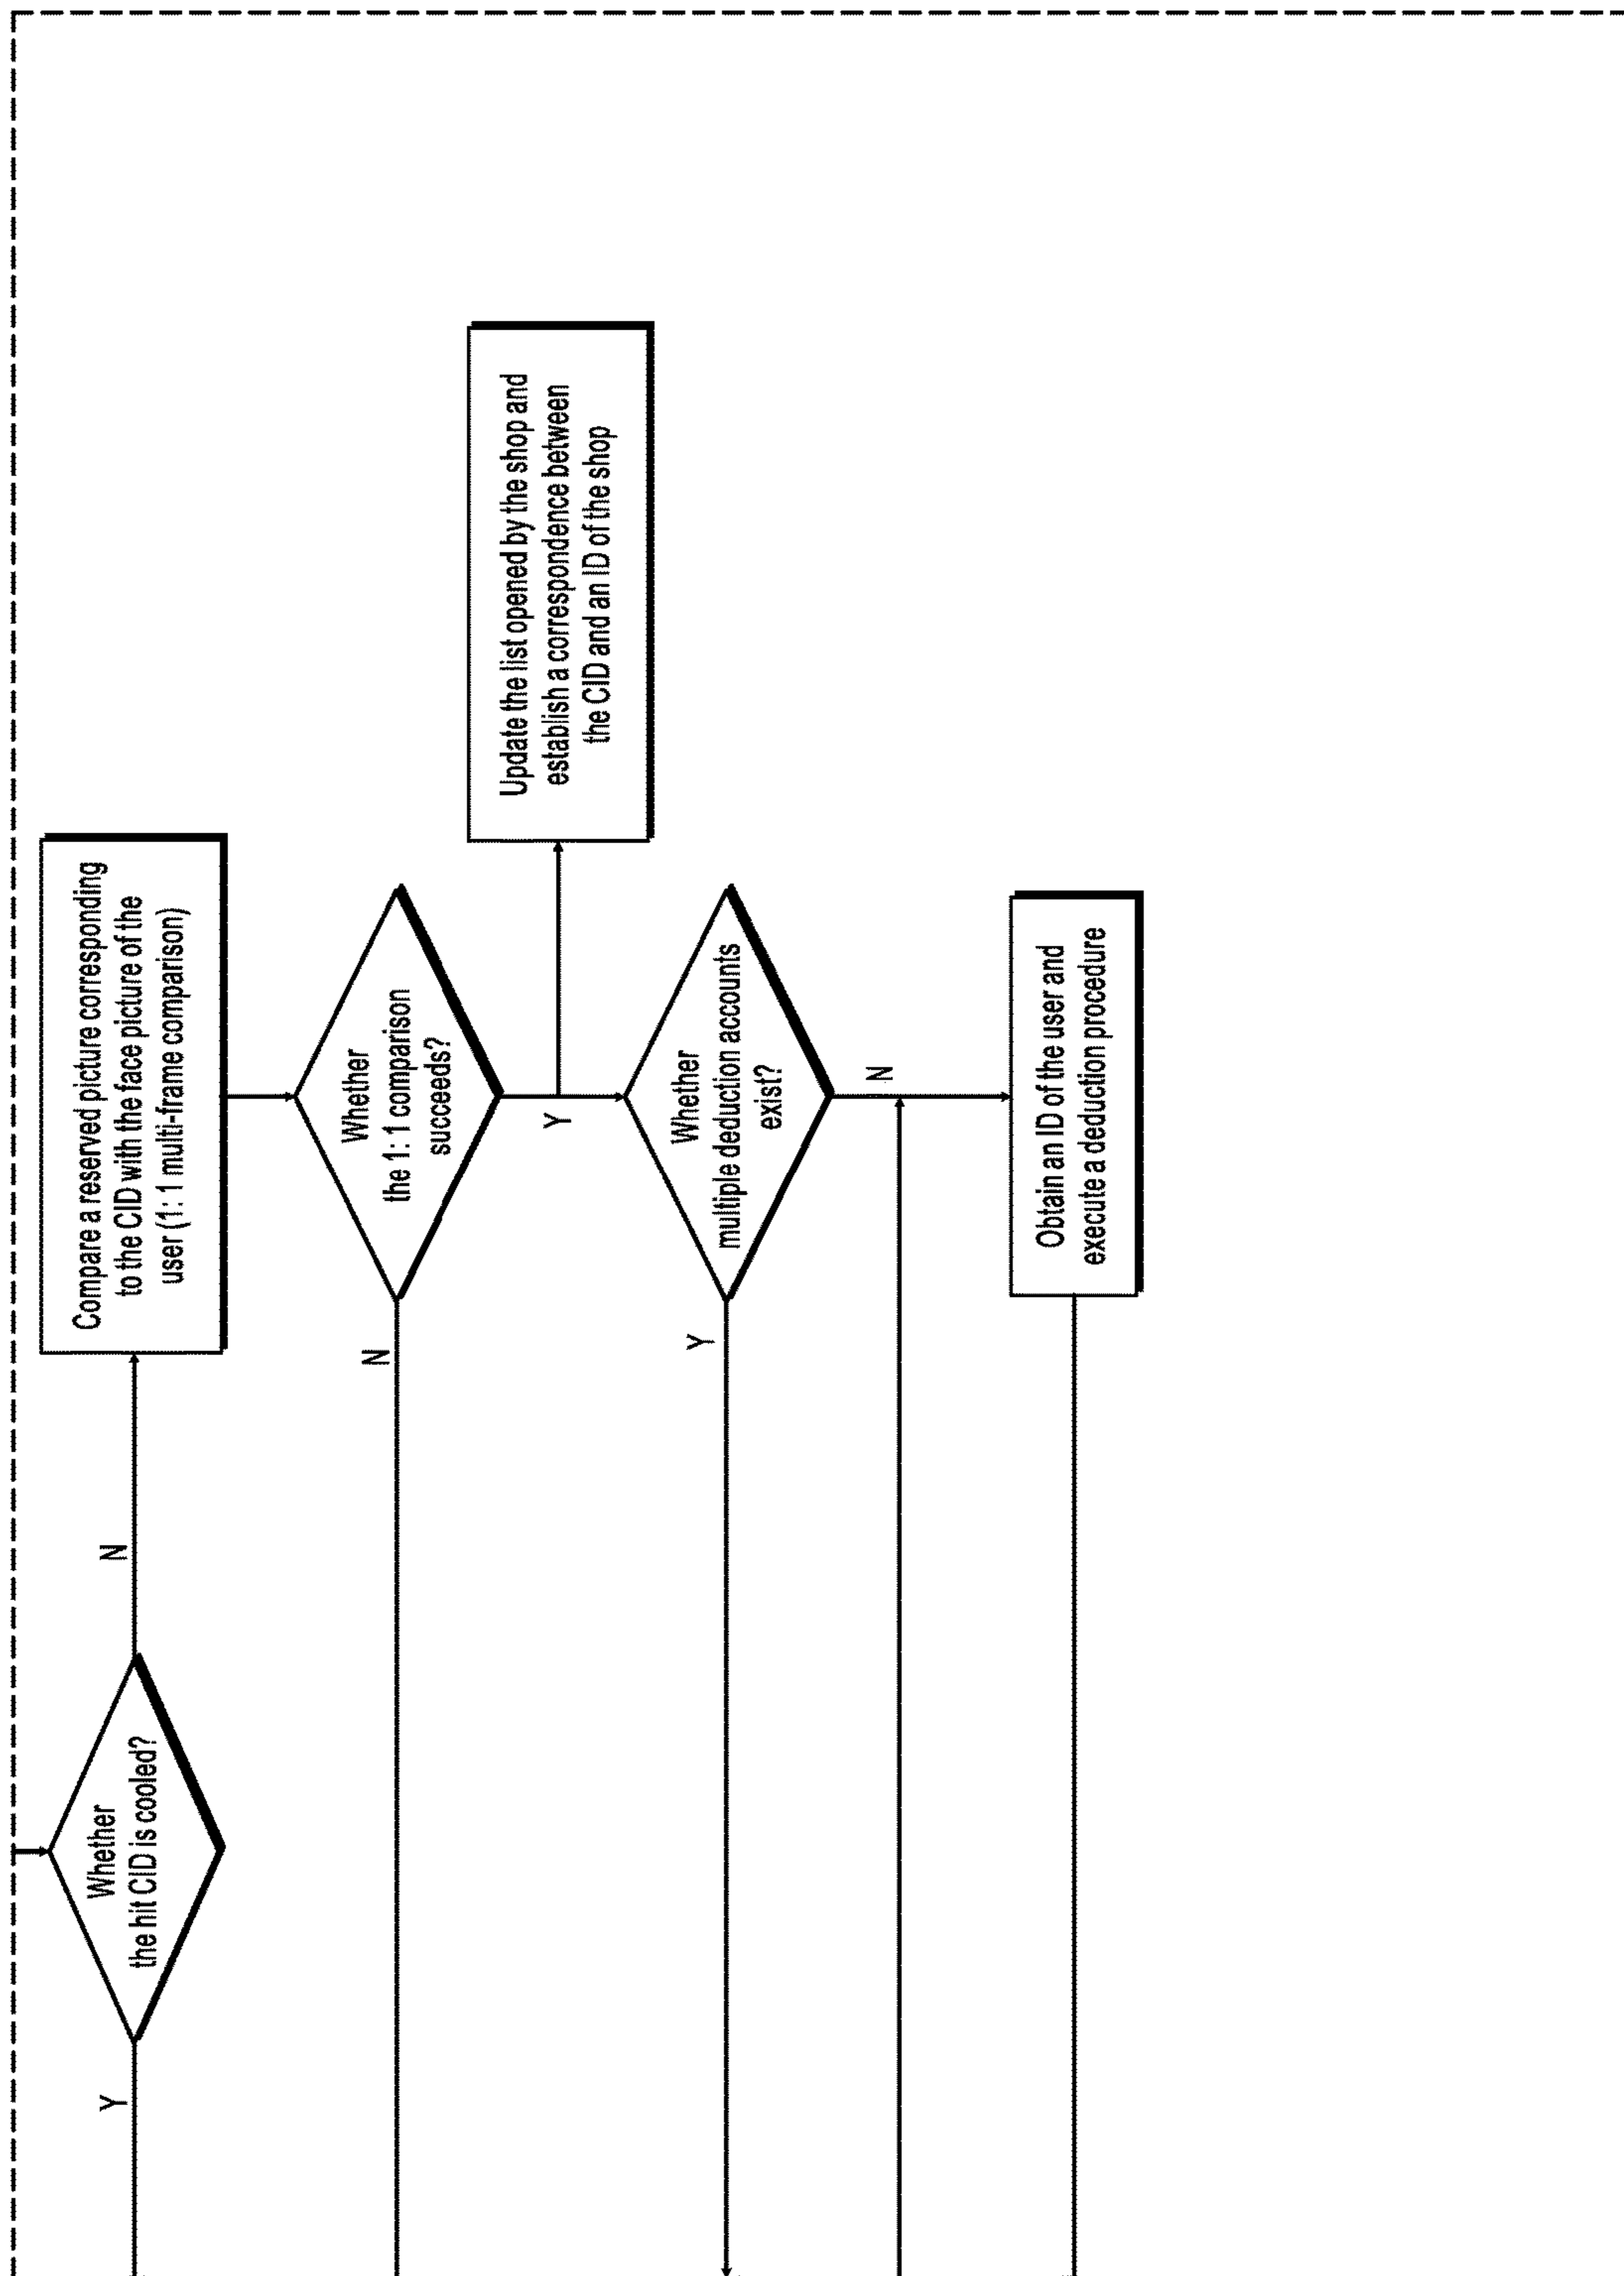 Whether
the hit CID is cooled?
Y
N
Compare a reserved picture corresponding
to the CID with the face picture of the
user (1: 1 multi-frame comparison)
Whether
the 1: 1 comparison
succeeds?
N
Y
Update the list opened by the shop and
establish a correspondence between
the CID and an ID of the shop
Whether
multiple deduction accounts
exist?
Y
N
Obtain an ID of the user and
execute a deduction procedure